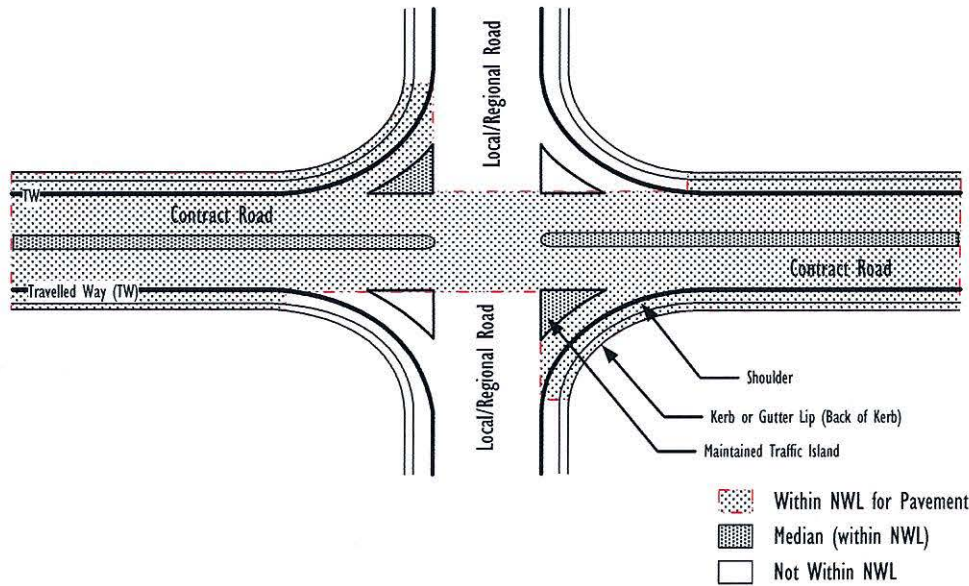 Local/Regional Road
Local/Regional Road
TW
Contract Road
Contract Road
Travelled Way (TW)
Shoulder
Kerb or Gutter Lip (Back of Kerb)
Maintained Traffic Island
Within NWL for Pavement
Median (within NWL)
Not Within NWL